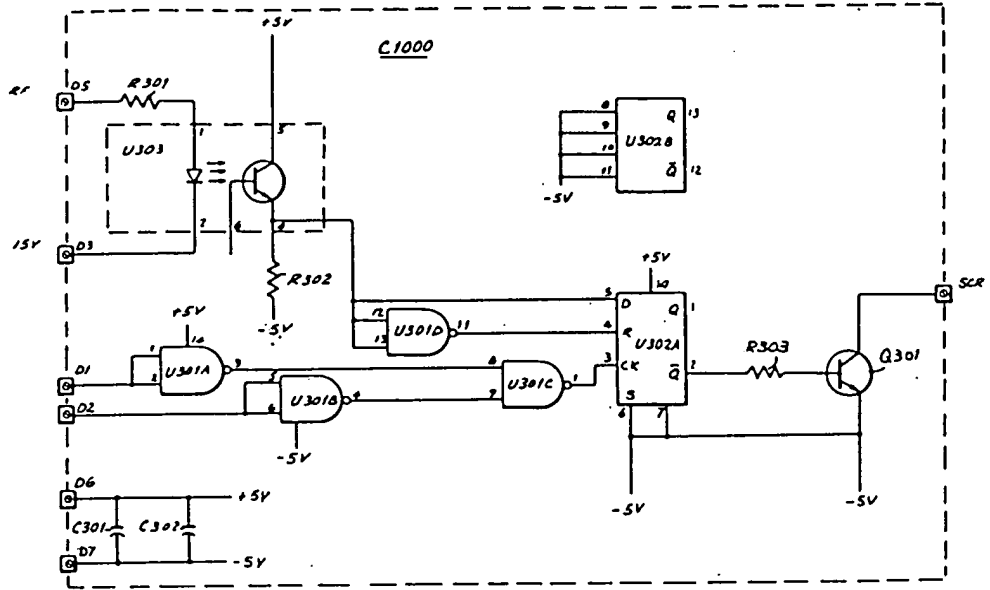 +5V
C1000
RF
D5
R301
1
5
U303
2
6
4
15V
D3
R302
-5V
8
9
10
11
Q
13
U302B
Q̅
12
-5V
+5V
14
1
2
U301A
3
D1
D2
5
6
U301B
4
-5V
12
13
U301D
11
8
9
U301C
+5V
5
D
10
Q
1
4
R
U302A
3
CK
Q̅
2
S
6
7
-5V
R303
Q301
-5V
SCR
D6
+5V
C301
C302
D7
-5V